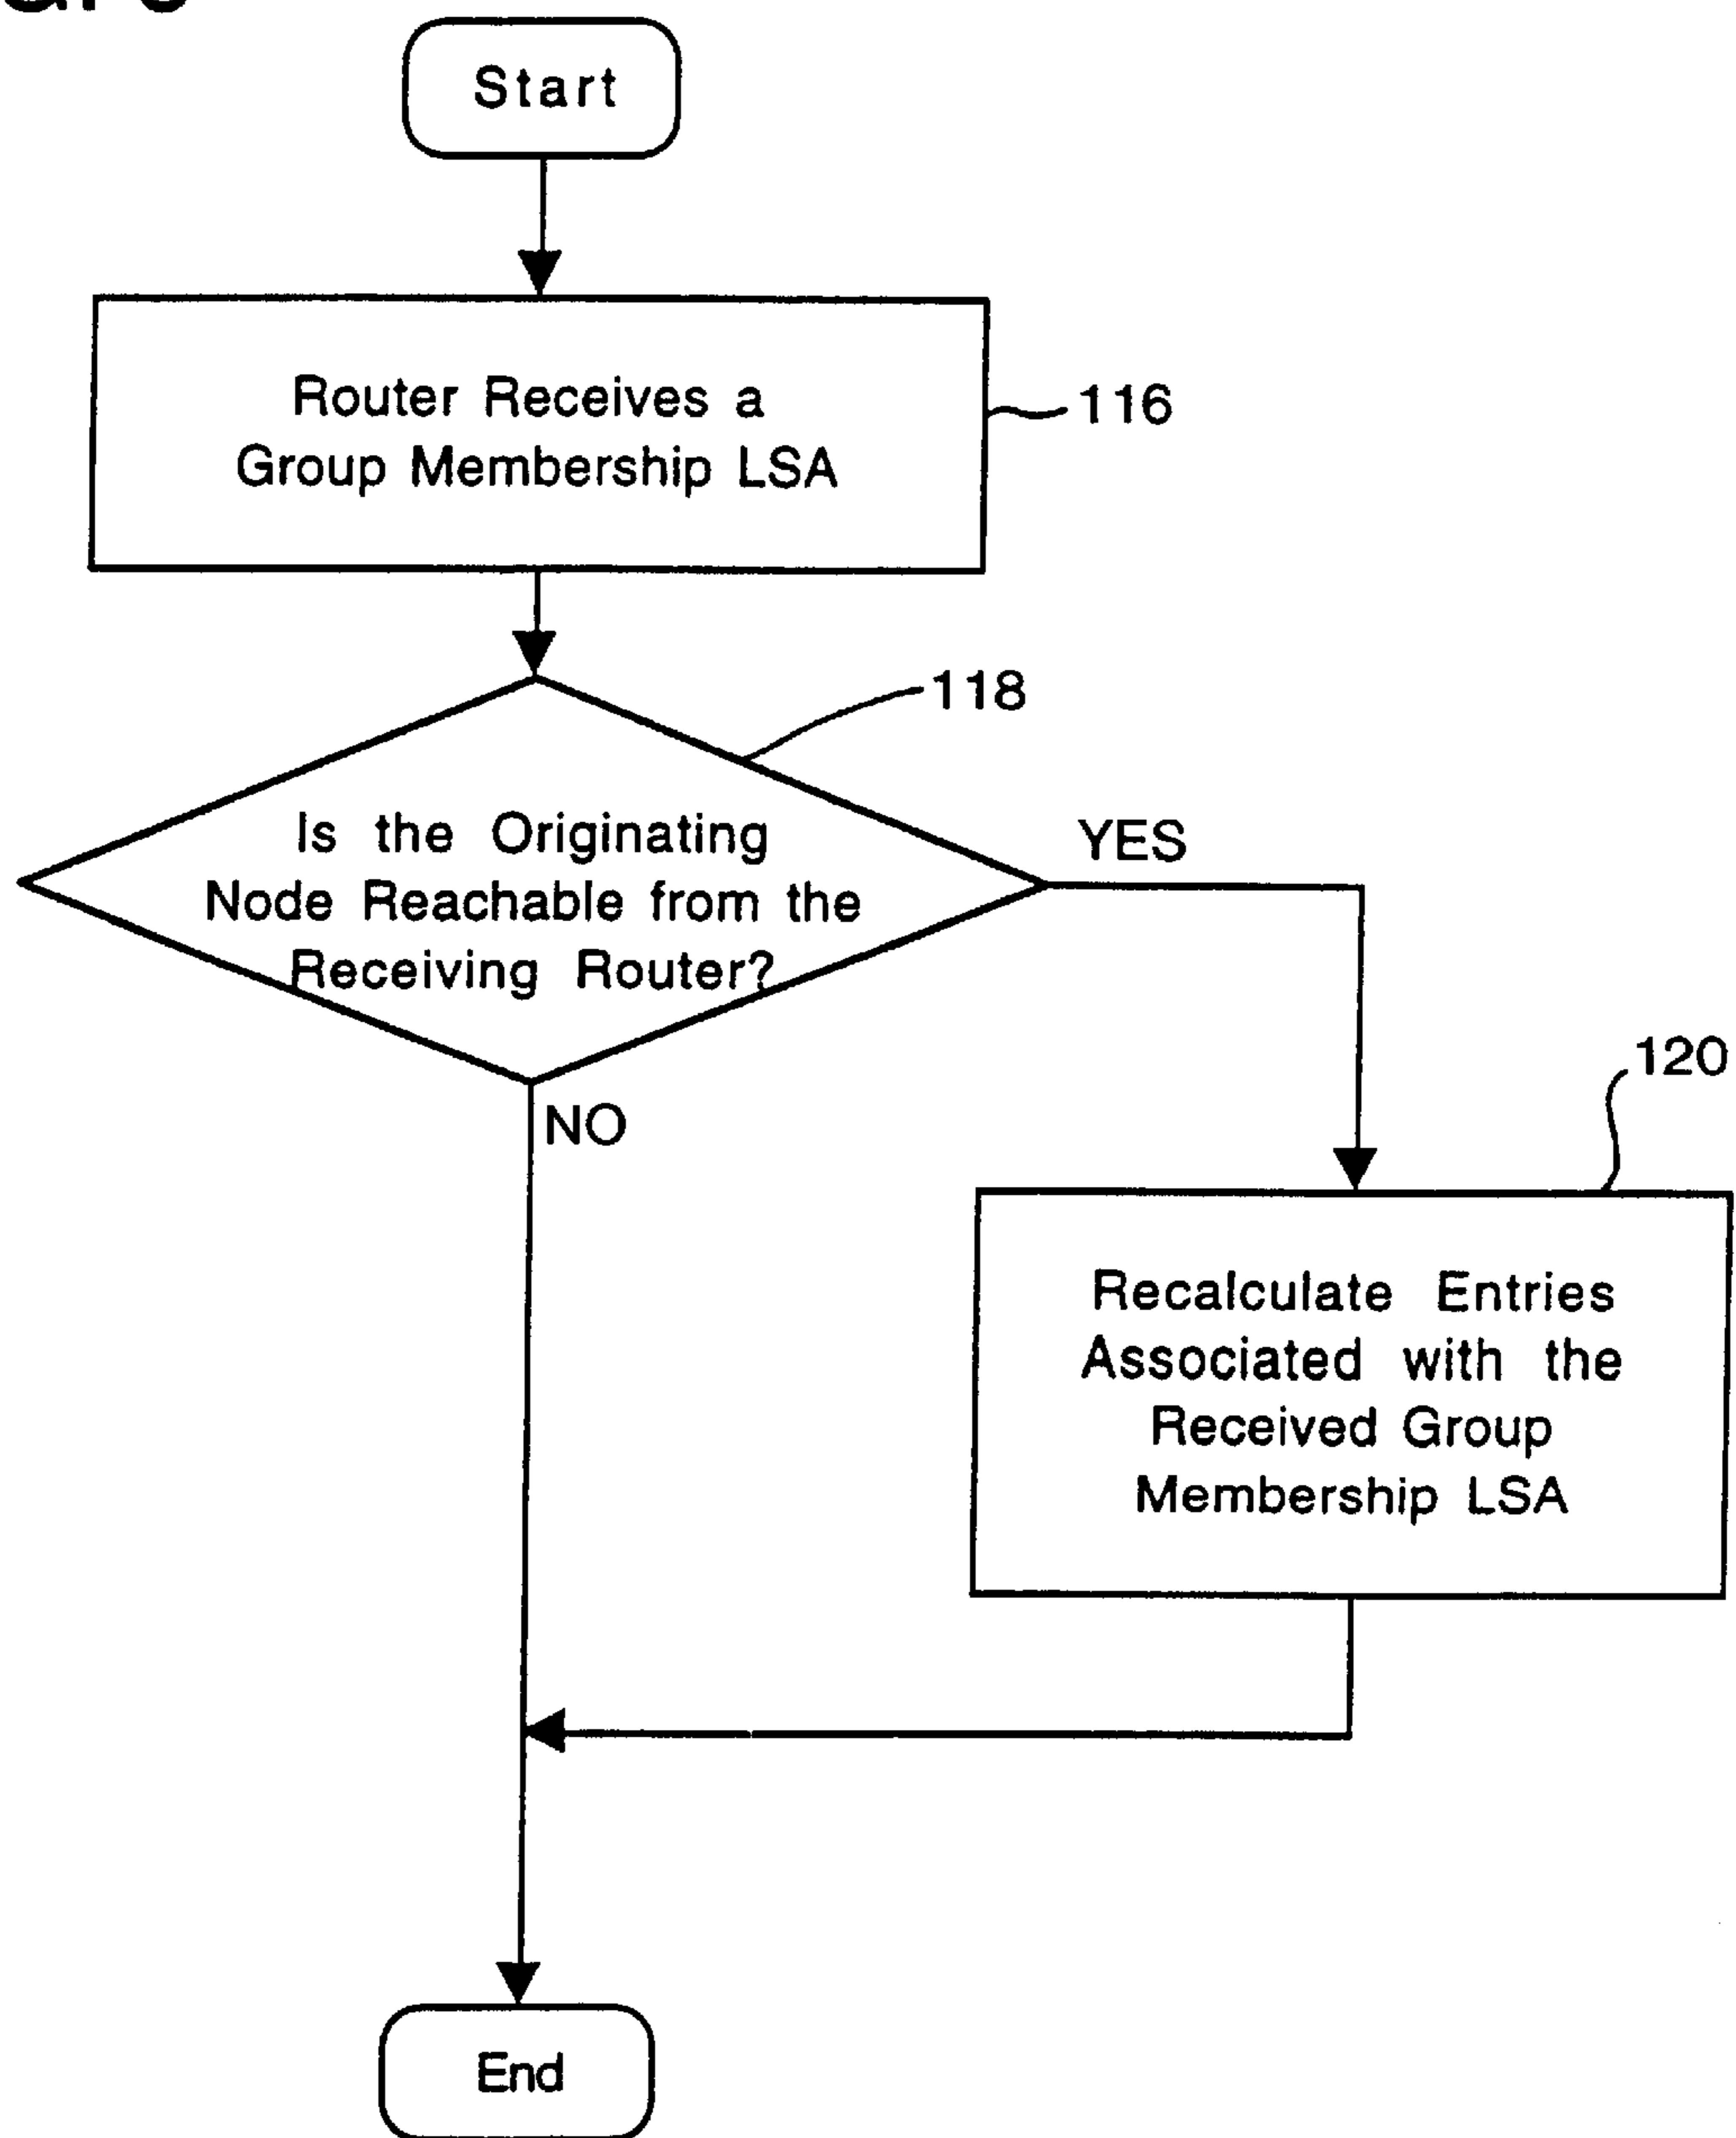 Start
Router Receives a
Group Membership LSA
116
118
Is the Originating
Node Reachable from the
Receiving Router?
YES
NO
120
Recalculate Entries
Associated with the
Received Group
Membership LSA
End